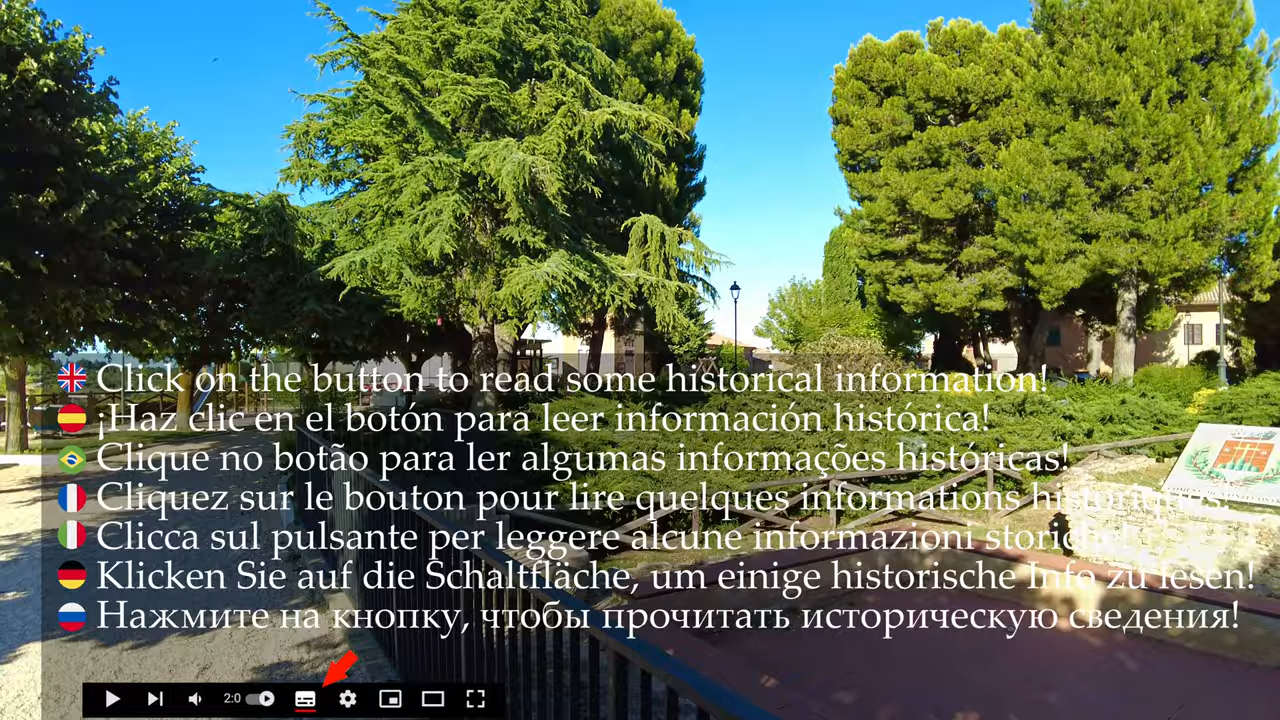 Click on the button to read some historical information!
¡Haz clic en el botón para leer información histórica!
Clique no botão para ler algumas informações históricas!
Cliquez sur le bouton pour lire quelques informations historiques!
Clicca sul pulsante per leggere alcune informazioni storiche!
Klicken Sie auf die Schaltfläche, um einige historische Info zu lesen!
Нажмите на кнопку, чтобы прочитать историческую сведения!
2:0